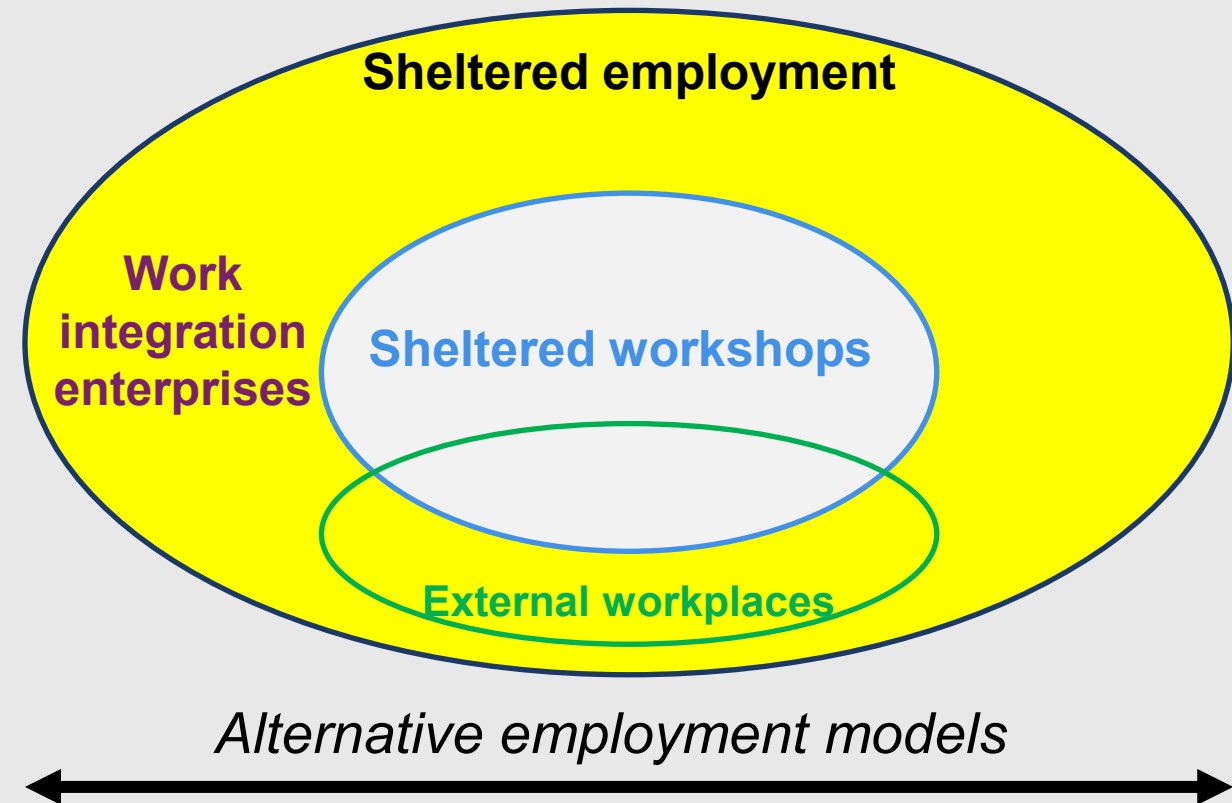 Sheltered employment
Work
integration
enterprises
Sheltered workshops
External workplaces
Alternative employment models